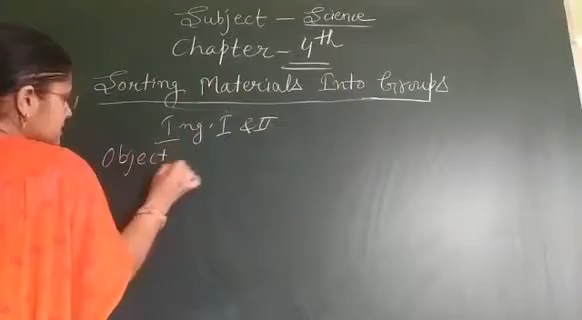 Subject - Science
Chapter - 4th
Sorting Materials Into Groups
Ing. I & II
Object